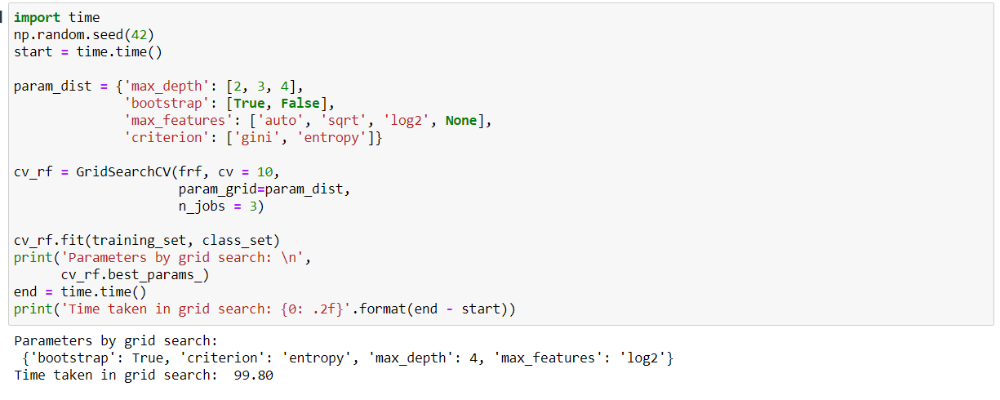 import time
np.random.seed(42)
start = time.time()
param_dist = {'max_depth': [2, 3, 4],
'bootstrap': [True, False],
'max_features': ['auto', 'sqrt', 'log2', None],
'criterion': ['gini', 'entropy']}
cv_rf = GridSearchCV(frf, cv = 10,
param_grid=param_dist,
n_jobs = 3)
cv_rf.fit(training_set, class_set)
print('Parameters by grid search: \n',
cv_rf.best_params_)
end = time.time()
print('Time taken in grid search: {0: .2f}'.format(end - start))
Parameters by grid search:
{'bootstrap': True, 'criterion': 'entropy', 'max_depth': 4, 'max_features': 'log2'}
Time taken in grid search:  99.80